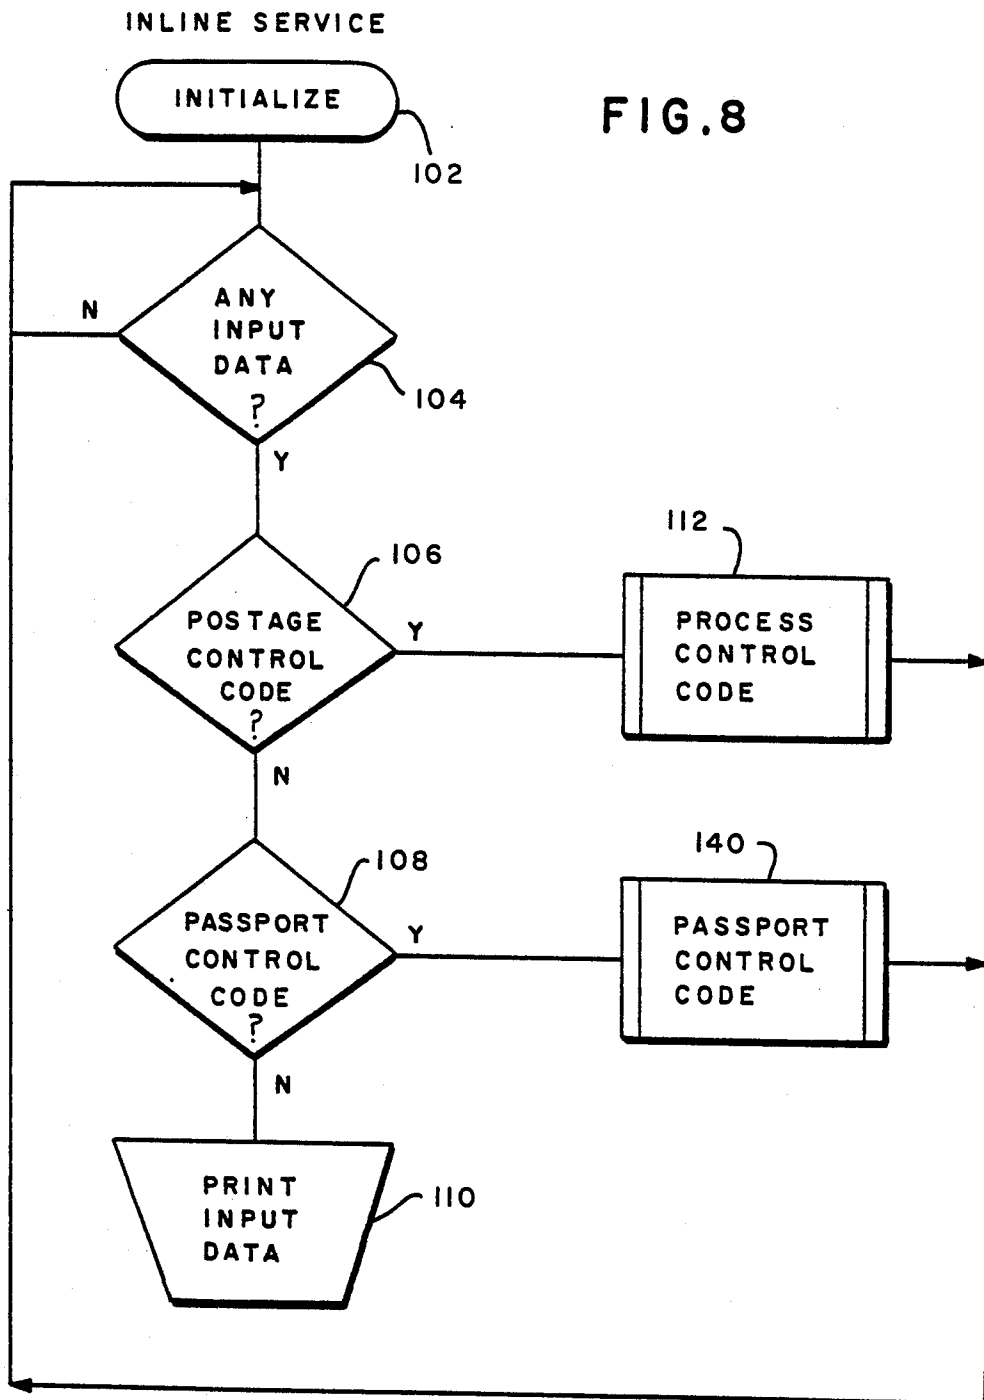 INLINE SERVICE
INITIALIZE
FIG.8
102
N
ANY
INPUT
DATA
?
104
Y
106
112
POSTAGE
CONTROL
CODE
?
Y
PROCESS
CONTROL
CODE
N
108
140
PASSPORT
CONTROL
CODE
?
Y
PASSPORT
CONTROL
CODE
N
PRINT
INPUT
DATA
110